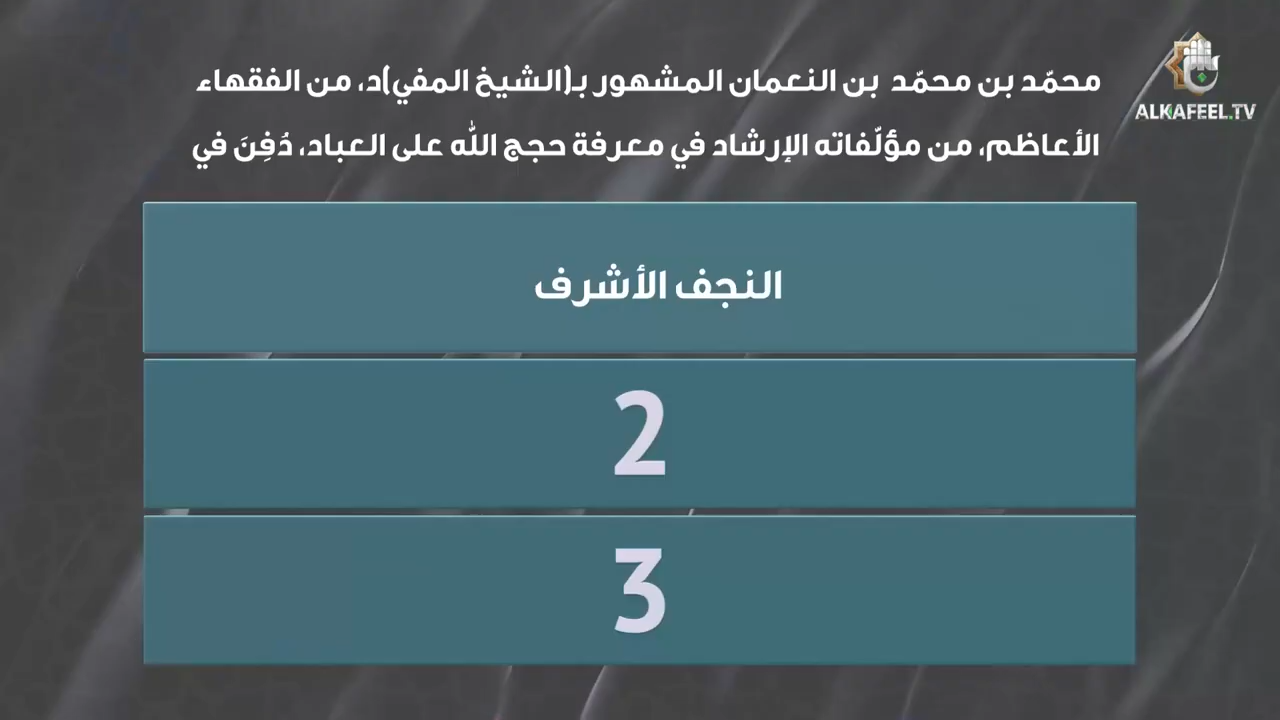 محمّد بن محمّد بن النعمان المشهور بـ(الشيخ المفي)د، من الفقهاء
الأعاظم، من مؤلّفاته الإرشاد في معرفة حجج الله على العباد، دُفِنَ في
ALKAFEEL.TV
النجف الأشرف
2
3